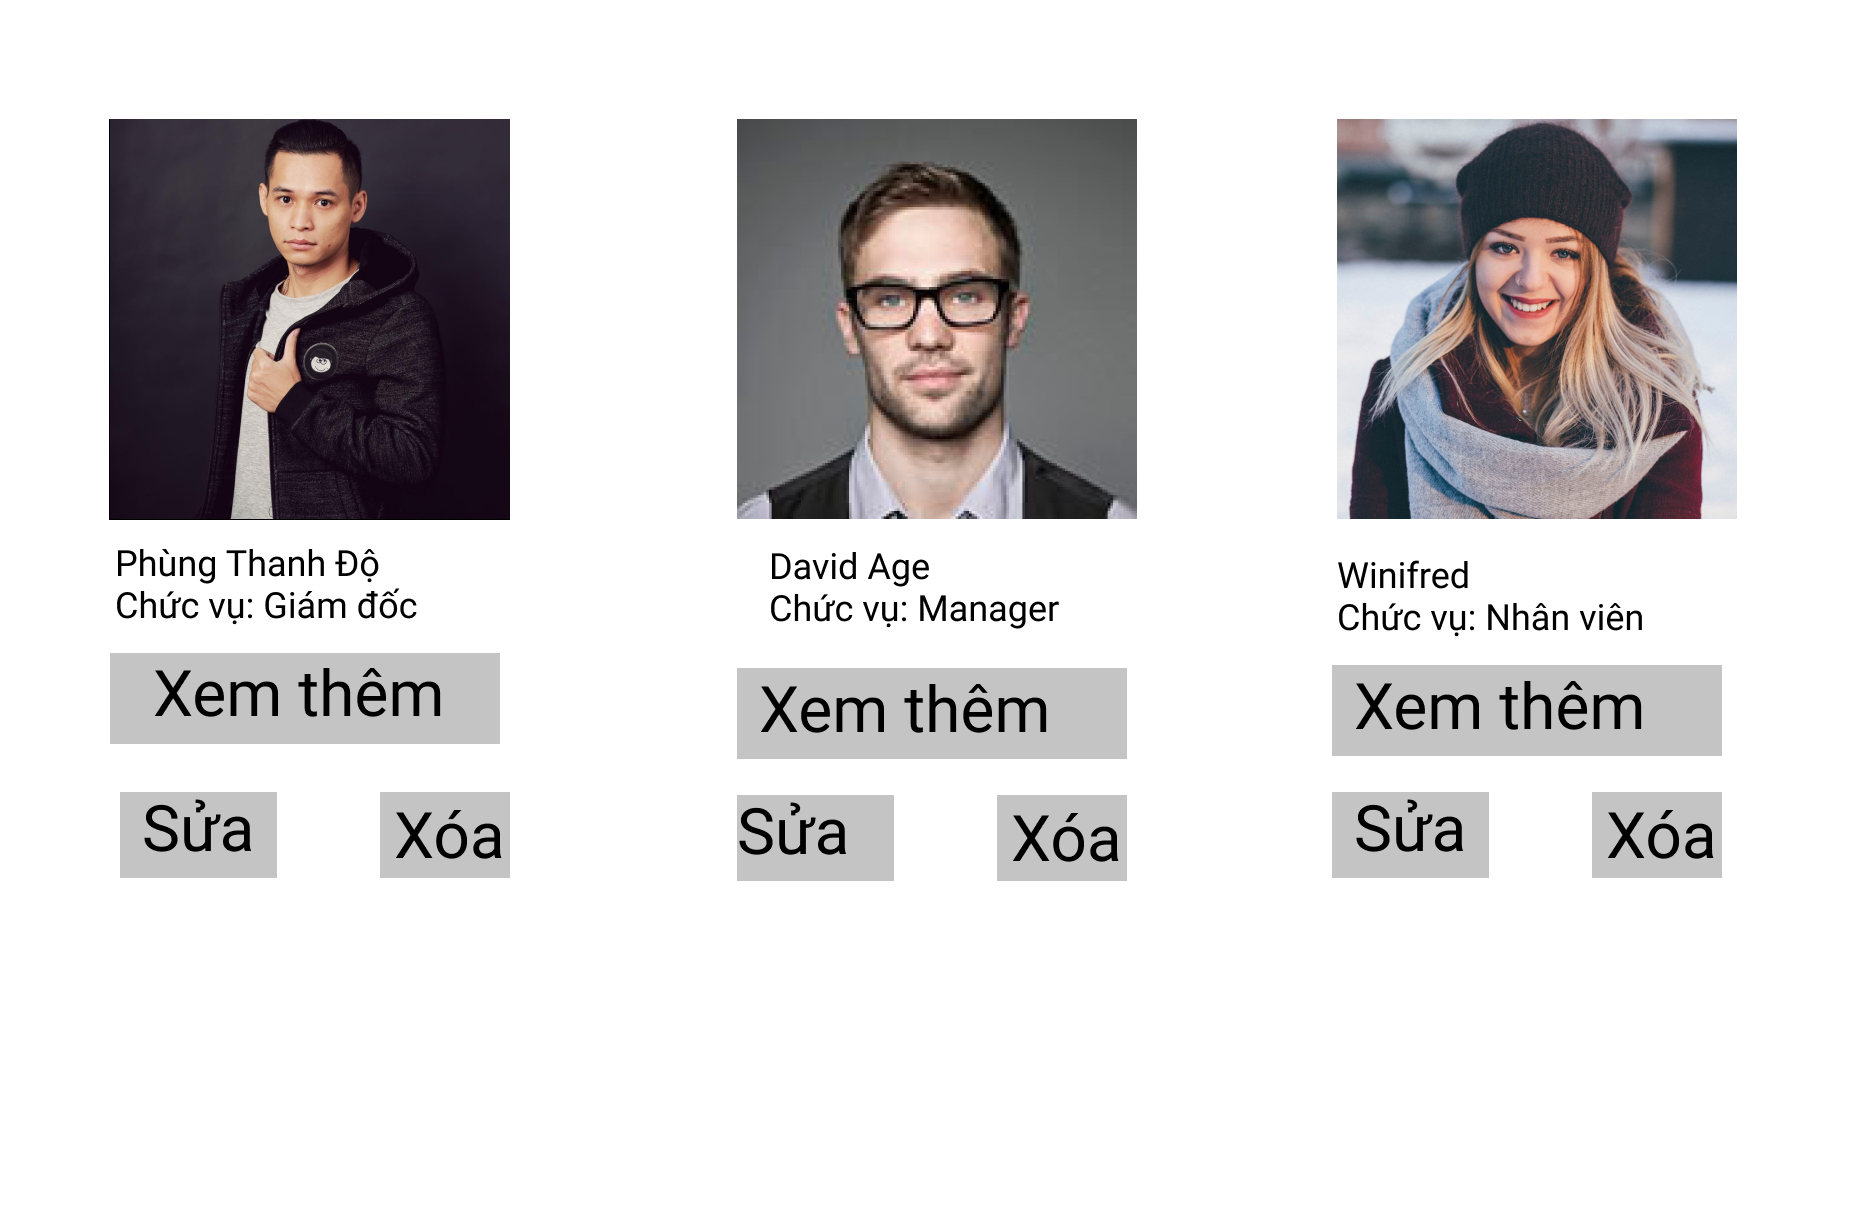 Phùng Thanh Độ
Chức vụ: Giám đốc
Xem thêm
Sửa
Xóa
David Age
Chức vụ: Manager
Xem thêm
Sửa
Xóa
Winifred
Chức vụ: Nhân viên
Xem thêm
Sửa
Xóa